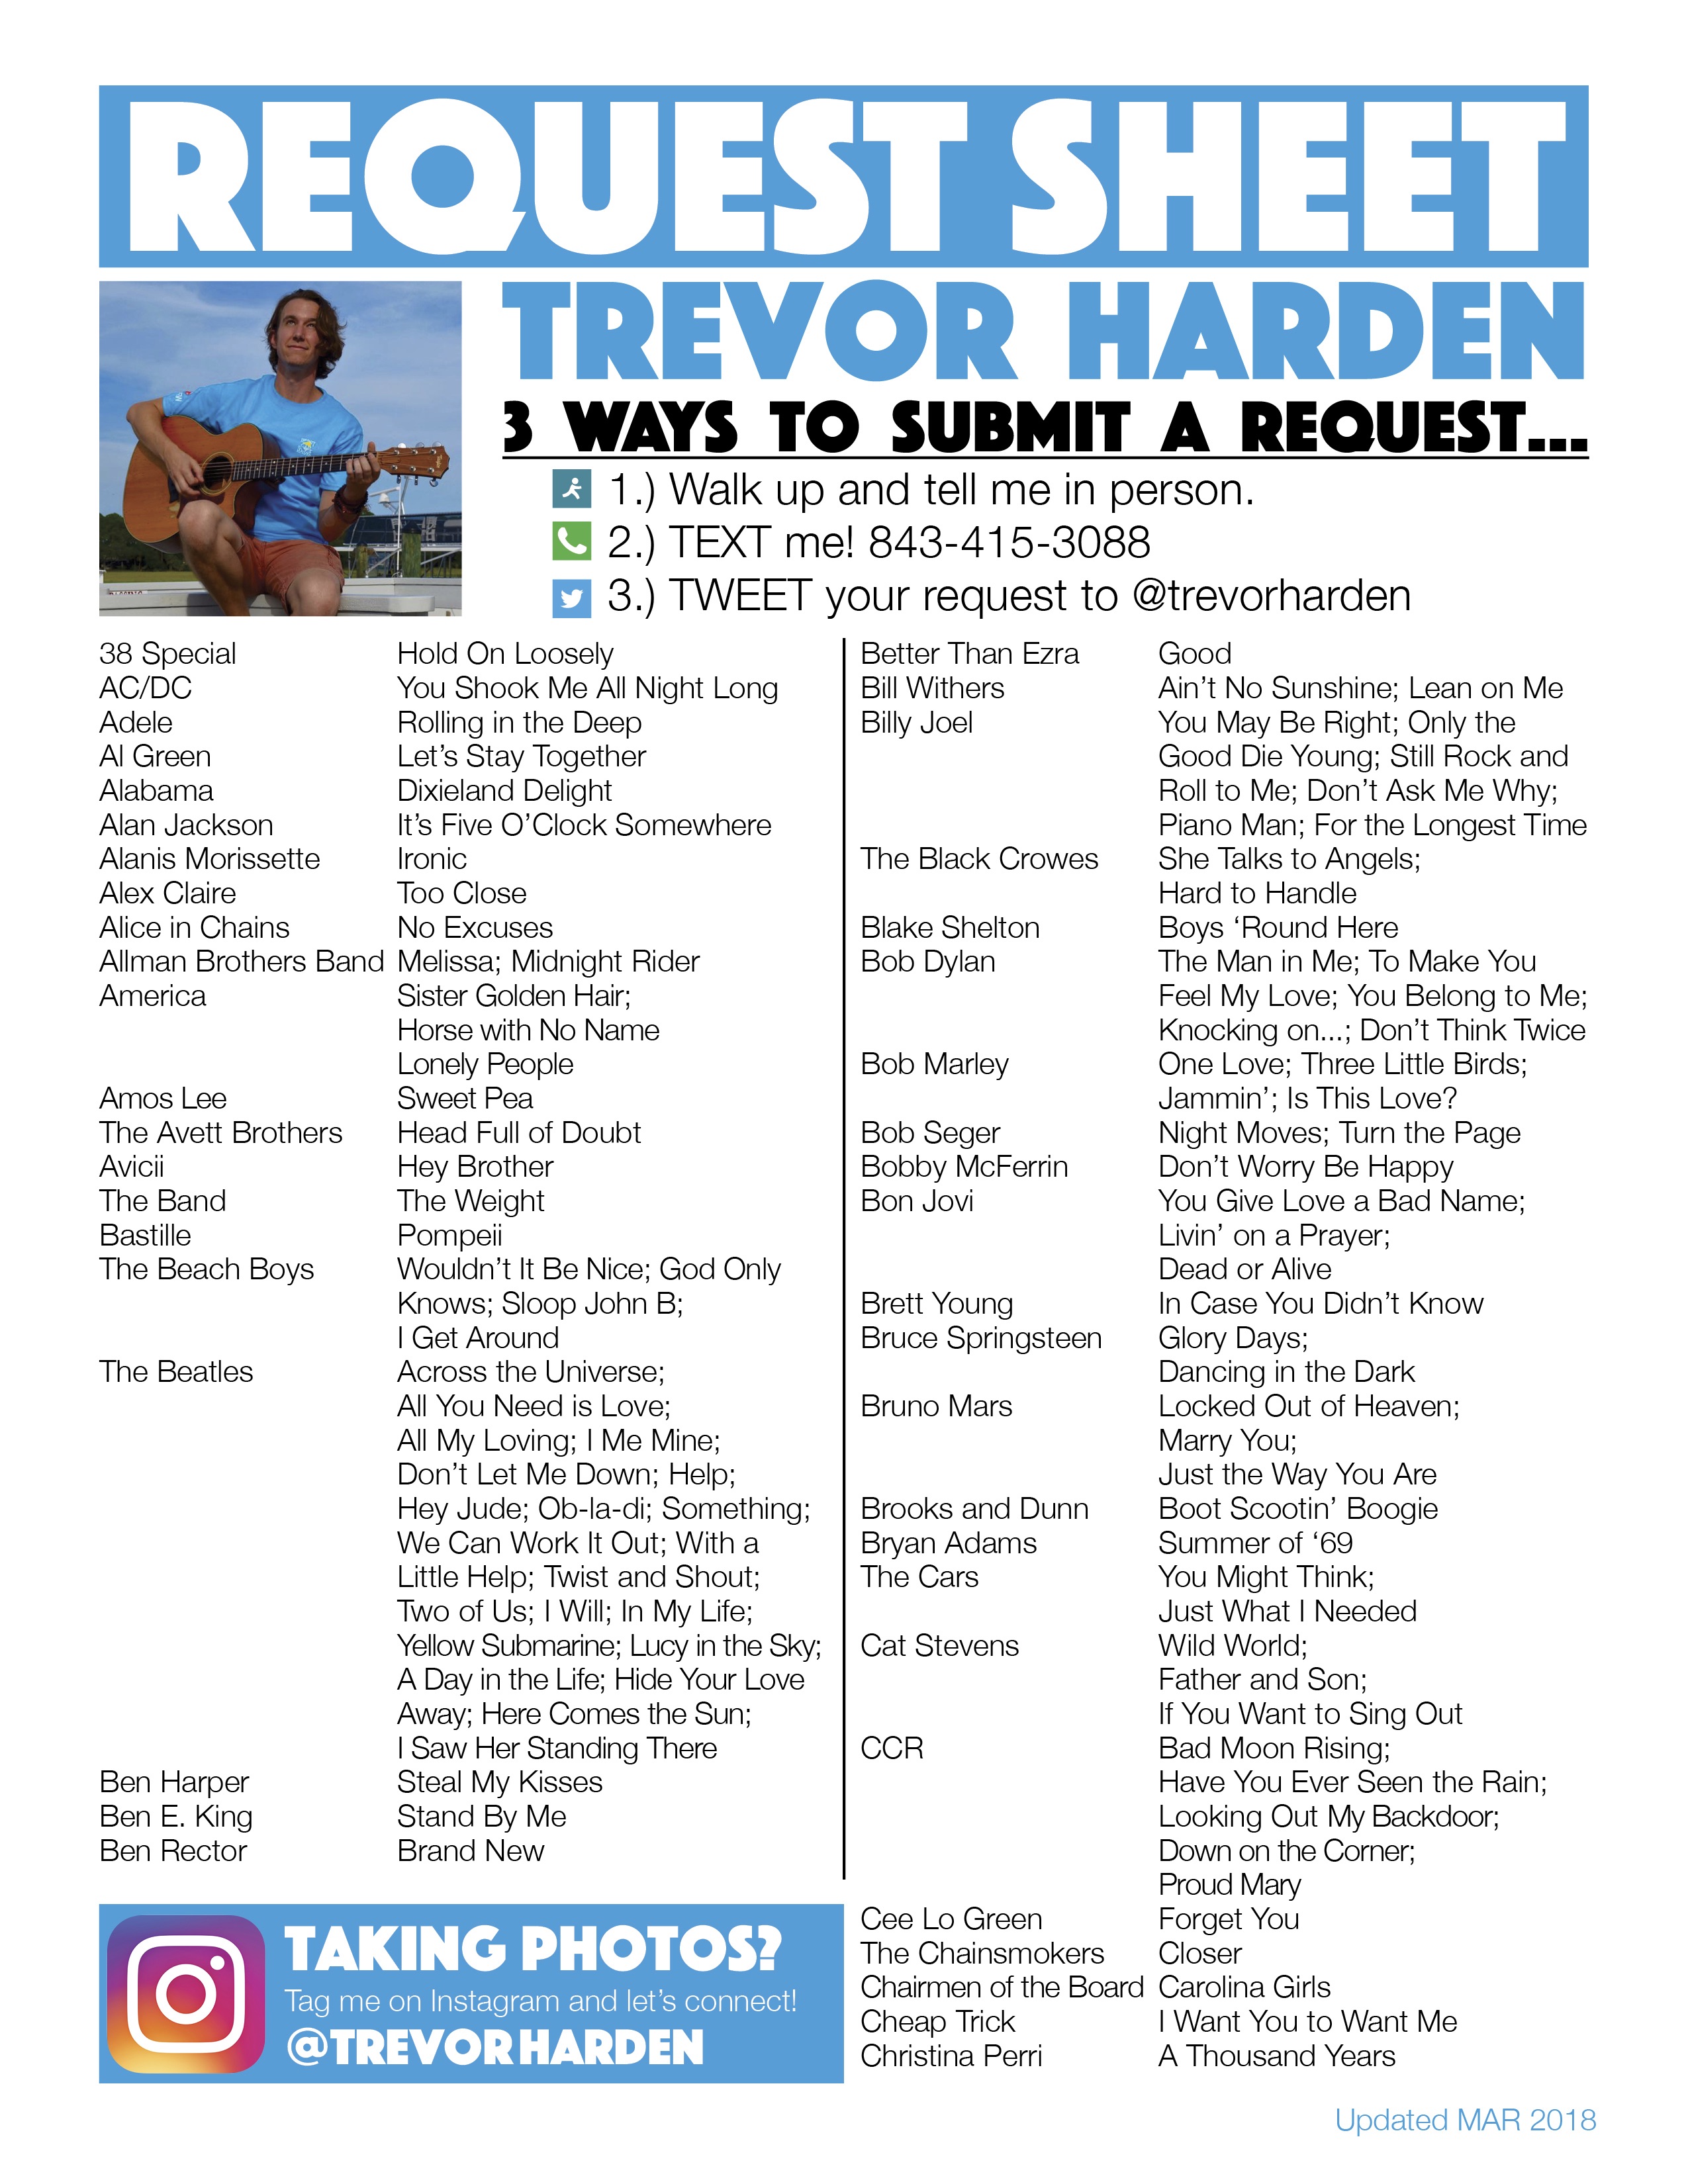 REQUEST SHEET
TREVOR HARDEN
3 WAYS TO SUBMIT A REQUEST...
1.) Walk up and tell me in person.
2.) TEXT me! 843-415-3088
3.) TWEET your request to @trevorharden
38 Special Hold On Loosely
AC/DC You Shook Me All Night Long
Adele Rolling in the Deep
Al Green Let's Stay Together
Alabama Dixieland Delight
Alan Jackson It's Five O'Clock Somewhere
Alanis Morissette Ironic
Alex Claire Too Close
Alice in Chains No Excuses
Allman Brothers Band Melissa; Midnight Rider
America Sister Golden Hair;
Horse with No Name
Lonely People
Amos Lee Sweet Pea
The Avett Brothers Head Full of Doubt
Avicii Hey Brother
The Band The Weight
Bastille Pompeii
The Beach Boys Wouldn't It Be Nice; God Only
Knows; Sloop John B;
I Get Around
The Beatles Across the Universe;
All You Need is Love;
All My Loving; I Me Mine;
Don't Let Me Down; Help;
Hey Jude; Ob-la-di; Something;
We Can Work It Out; With a
Little Help; Twist and Shout;
Two of Us; I Will; In My Life;
Yellow Submarine; Lucy in the Sky;
A Day in the Life; Hide Your Love
Away; Here Comes the Sun;
I Saw Her Standing There
Ben Harper Steal My Kisses
Ben E. King Stand By Me
Ben Rector Brand New
TAKING PHOTOS?
Tag me on Instagram and let's connect!
@TREVORHARDEN
Better Than Ezra Good
Bill Withers Ain't No Sunshine; Lean on Me
Billy Joel You May Be Right; Only the
Good Die Young; Still Rock and
Roll to Me; Don't Ask Me Why;
Piano Man; For the Longest Time
The Black Crowes She Talks to Angels;
Hard to Handle
Blake Shelton Boys ‘Round Here
Bob Dylan The Man in Me; To Make You
Feel My Love; You Belong to Me;
Knocking on...; Don't Think Twice
Bob Marley One Love; Three Little Birds;
Jammin'; Is This Love?
Bob Seger Night Moves; Turn the Page
Bobby McFerrin Don't Worry Be Happy
Bon Jovi You Give Love a Bad Name;
Livin' on a Prayer;
Dead or Alive
Brett Young In Case You Didn't Know
Bruce Springsteen Glory Days;
Dancing in the Dark
Bruno Mars Locked Out of Heaven;
Marry You;
Just the Way You Are
Brooks and Dunn Boot Scootin' Boogie
Bryan Adams Summer of ‘69
The Cars You Might Think;
Just What I Needed
Cat Stevens Wild World;
Father and Son;
If You Want to Sing Out
CCR Bad Moon Rising;
Have You Ever Seen the Rain;
Looking Out My Backdoor;
Down on the Corner;
Proud Mary
Cee Lo Green Forget You
The Chainsmokers Closer
Chairmen of the Board Carolina Girls
Cheap Trick I Want You to Want Me
Christina Perri A Thousand Years
Updated MAR 2018